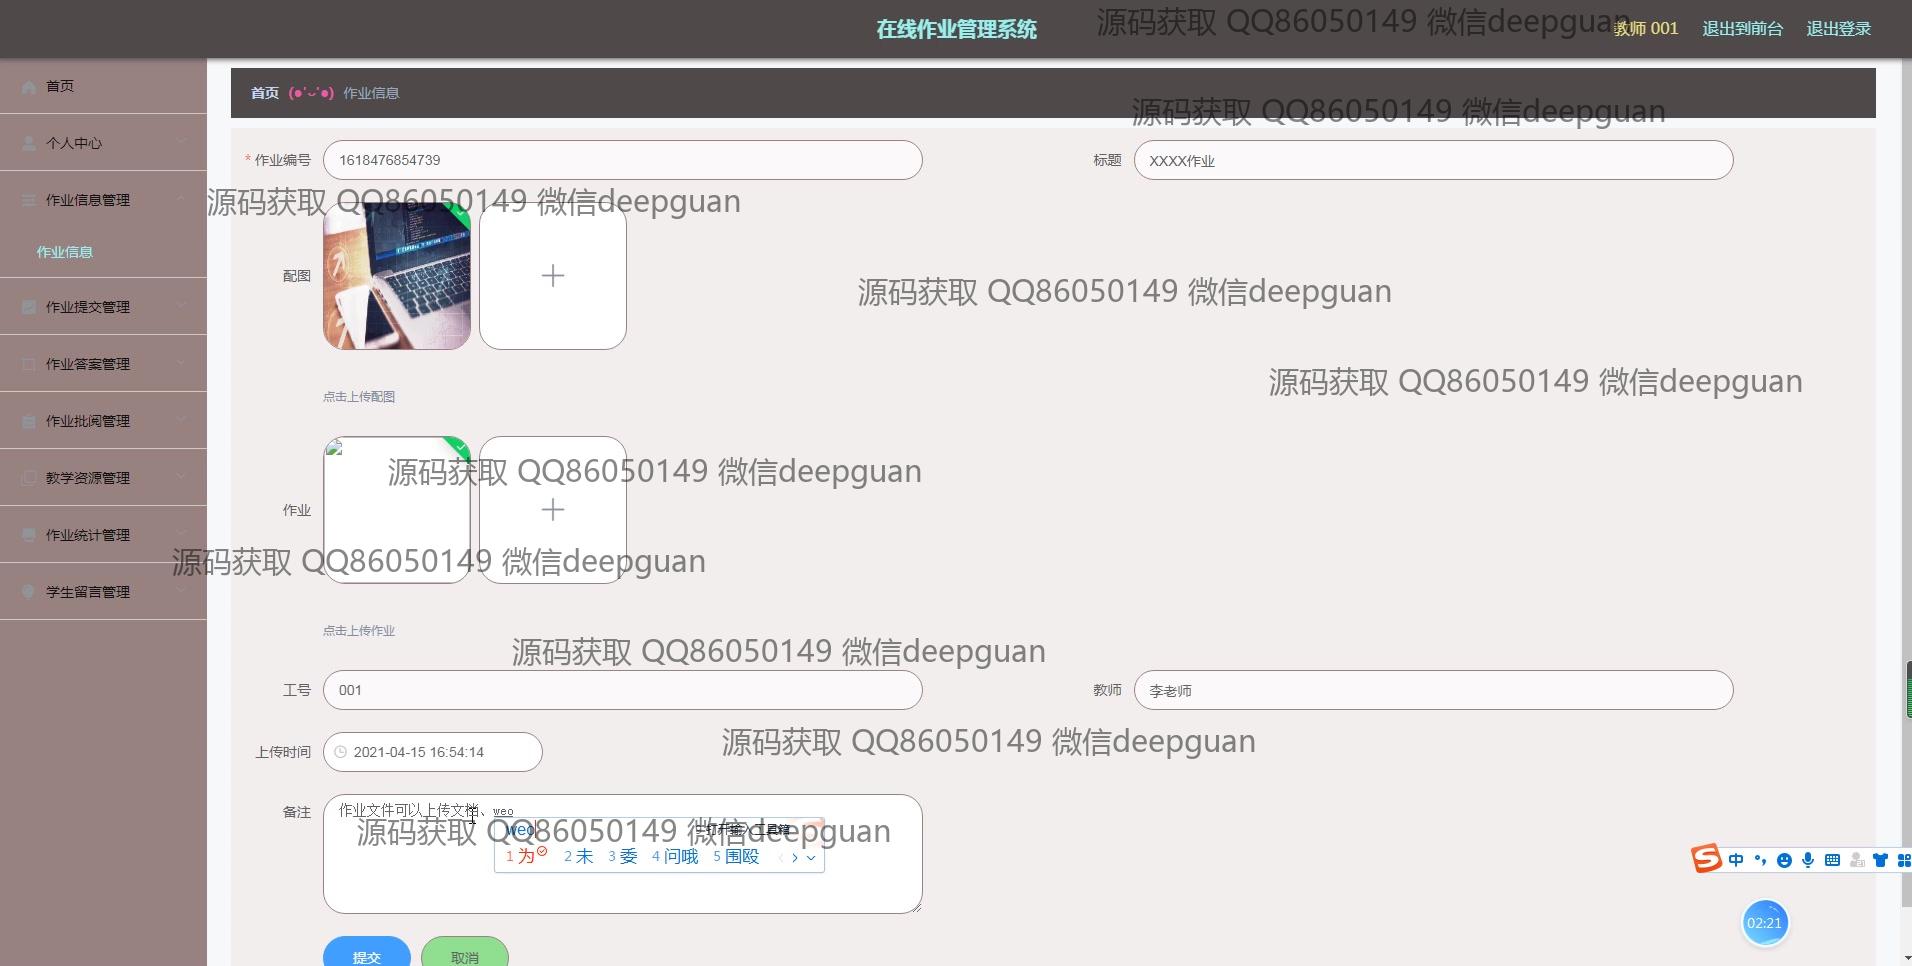 在线作业管理系统
源码获取 QQ86050149 微信deepguan
教师 001
退出到前台
退出登录
首页
个人中心
作业信息管理
作业信息
作业提交管理
作业答案管理
作业批阅管理
教学资源管理
作业统计管理
学生留言管理
首页 (●'◡'●) 作业信息
源码获取 QQ86050149 微信deepguan
* 作业编号 1618476854739
标题 XXXX作业
源码获取 QQ86050149 微信deepguan
配图
源码获取 QQ86050149 微信deepguan
源码获取 QQ86050149 微信deepguan
点击上传配图
源码获取 QQ86050149 微信deepguan
作业
源码获取 QQ86050149 微信deepguan
点击上传作业
源码获取 QQ86050149 微信deepguan
工号 001
教师 李老师
源码获取 QQ86050149 微信deepguan
上传时间 2021-04-15 16:54:14
备注 作业文件可以上传文档、weo
源码获取 QQ86050149 微信deepguan
weo
打开输入工具箱
1 为 2 未 3 委 4 问哦 5 围殴
中
02:21
提交
取消